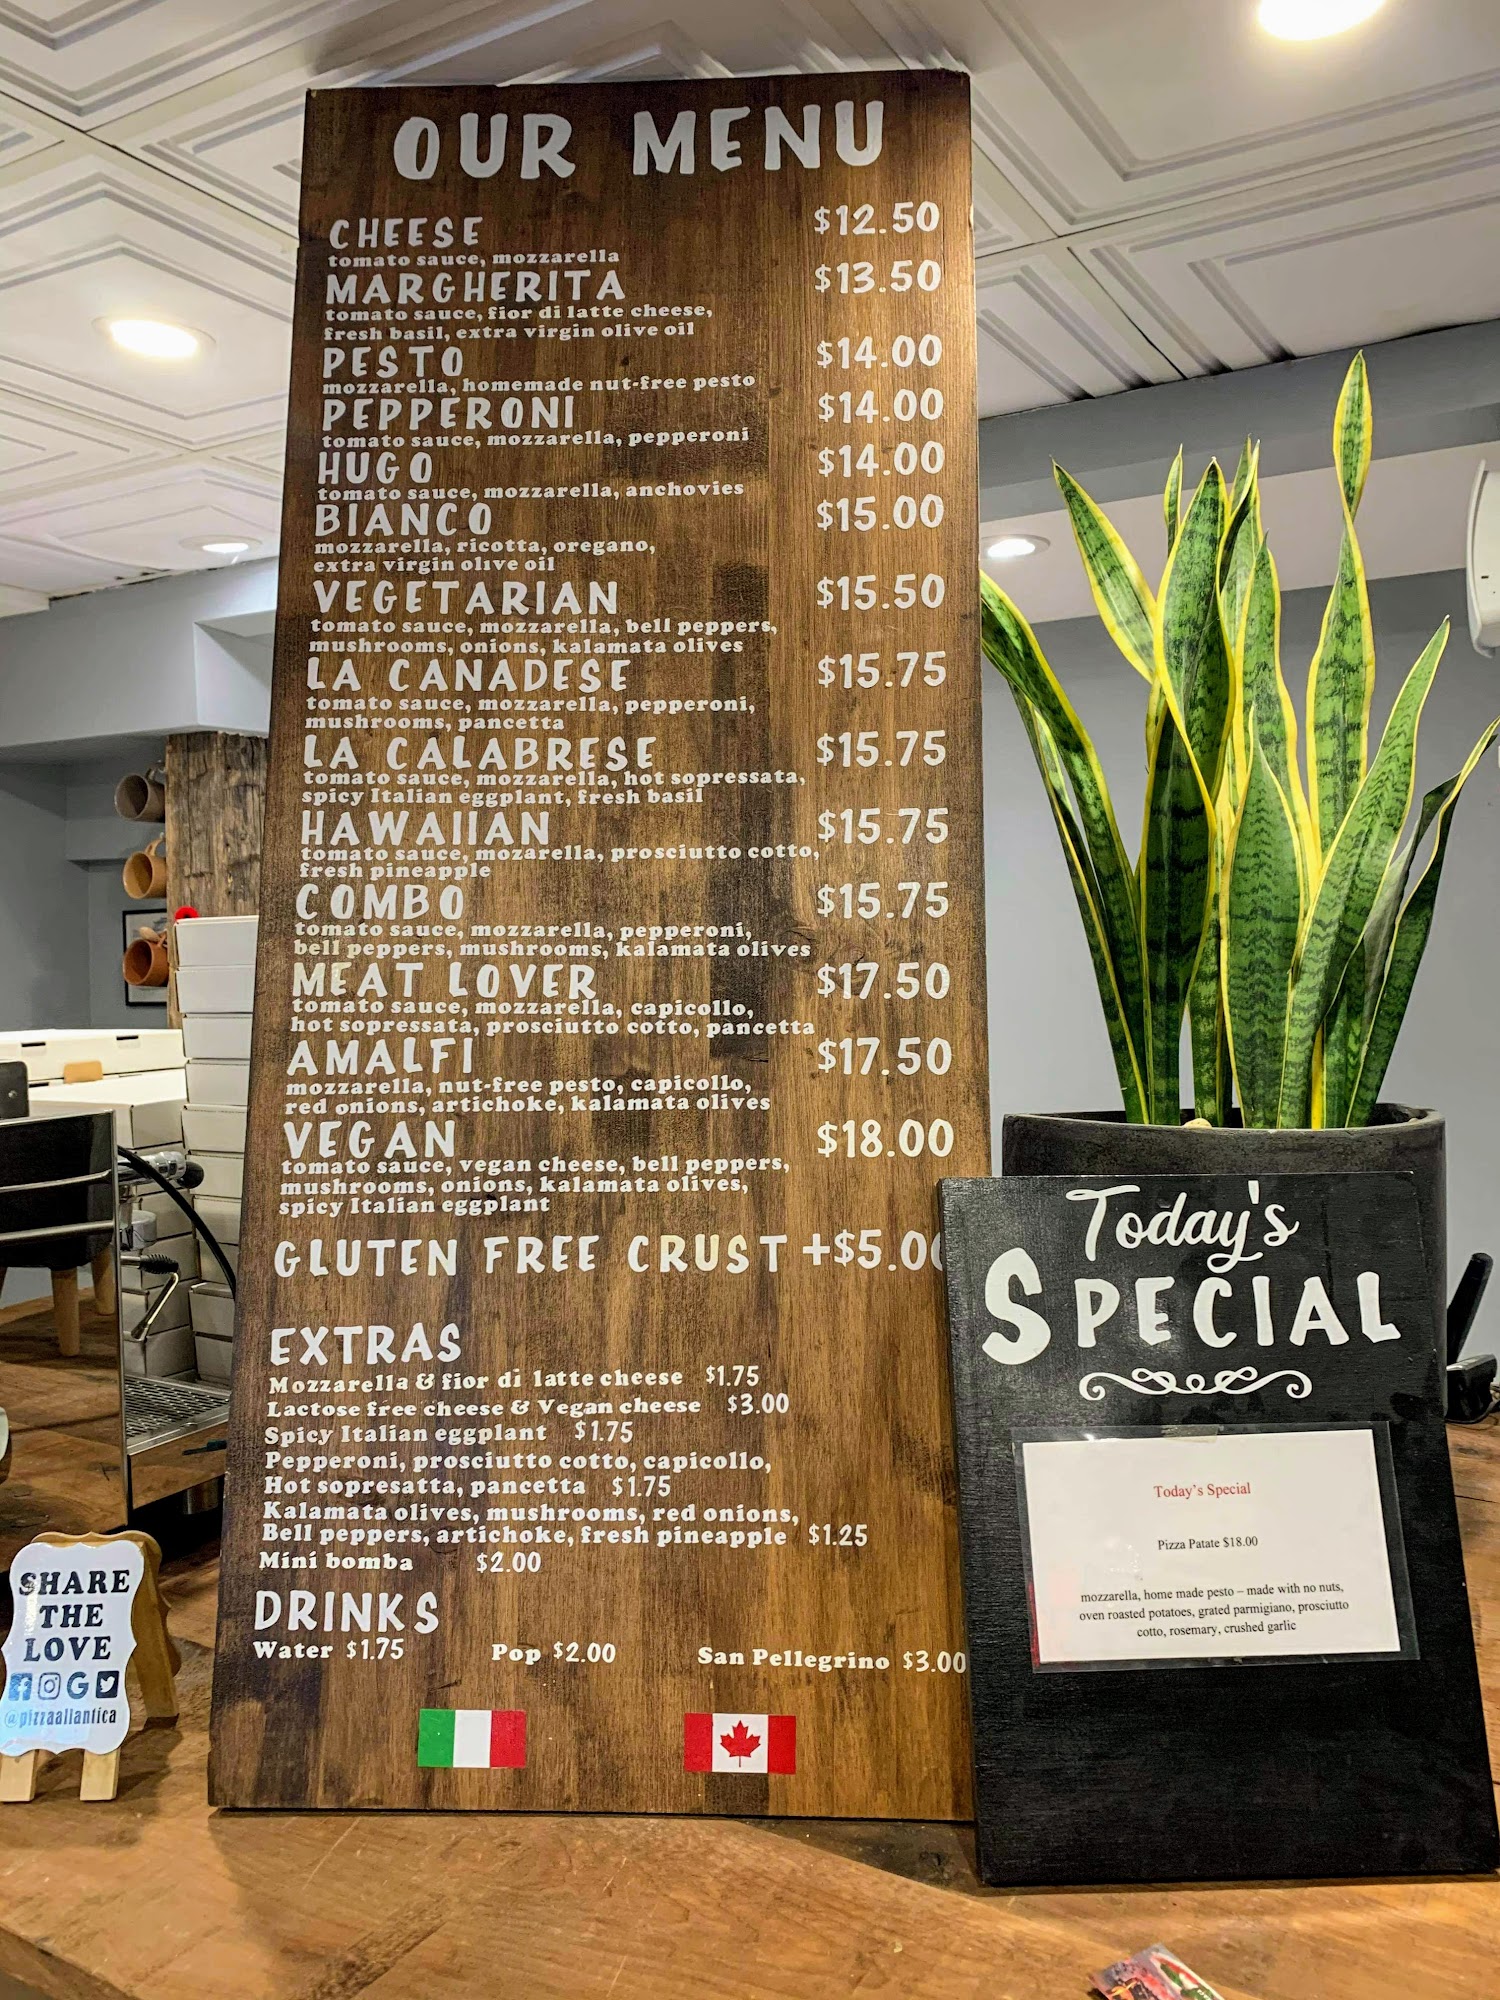 OUR MENU
CHEESE $12.50
tomato sauce, mozzarella
MARGHERITA $13.50
tomato sauce, fior di latte cheese,
fresh basil, extra virgin olive oil
PESTO $14.00
mozzarella, homemade nut-free pesto
PEPPERONI $14.00
tomato sauce, mozzarella, pepperoni
HUGO $14.00
tomato sauce, mozzarella, anchovies
BIANCO $15.00
mozzarella, ricotta, oregano,
extra virgin olive oil
VEGETARIAN $15.50
tomato sauce, mozzarella, bell peppers,
mushrooms, onions, kalamata olives
LA CANADESE $15.75
tomato sauce, mozzarella, pepperoni,
mushrooms, pancetta
LA CALABRESE $15.75
tomato sauce, mozzarella, hot sopressata,
spicy Italian eggplant, fresh basil
HAWAIIAN $15.75
tomato sauce, mozarella, prosciutto cotto,
fresh pineapple
COMBO $15.75
tomato sauce, mozzarella, pepperoni,
bell peppers, mushrooms, kalamata olives
MEAT LOVER $17.50
tomato sauce, mozzarella, capicollo,
hot sopressata, prosciutto cotto, pancetta
AMALFI $17.50
mozzarella, nut-free pesto, capicollo,
red onions, artichoke, kalamata olives
VEGAN $18.00
tomato sauce, vegan cheese, bell peppers,
mushrooms, onions, kalamata olives,
spicy Italian eggplant
GLUTEN FREE CRUST +$5.00
EXTRAS
Mozzarella & fior di latte cheese $1.75
Lactose free cheese & Vegan cheese $3.00
Spicy Italian eggplant $1.75
Pepperoni, prosciutto cotto, capicollo,
Hot sopresatta, pancetta $1.75
Kalamata olives, mushrooms, red onions,
Bell peppers, artichoke, fresh pineapple $1.25
Mini bomba $2.00
DRINKS
Water $1.75 Pop $2.00 San Pellegrino $3.00
Today's
SPECIAL
Today's Special
Pizza Patate $18.00
mozzarella, home made pesto – made with no nuts,
oven roasted potatoes, grated parmigiano, prosciutto
cotto, rosemary, crushed garlic
SHARE
THE
LOVE
@pizzaallantica